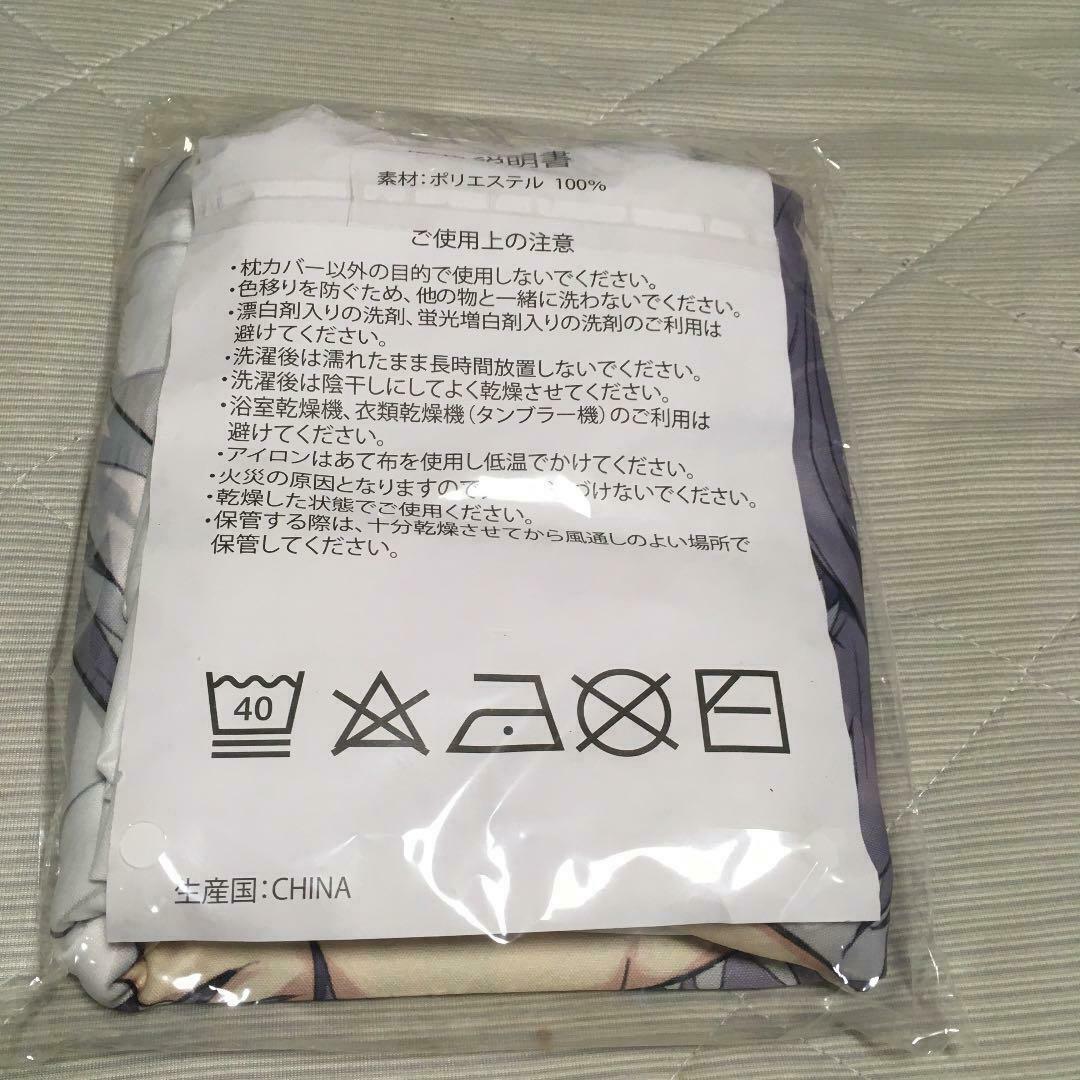 説明書
素材：ポリエステル 100%
ご使用上の注意
・枕カバー以外の目的で使用しないでください。
・色移りを防ぐため、他の物と一緒に洗わないでください。
・漂白剤入りの洗剤、蛍光増白剤入りの洗剤のご利用は
避けてください。
・洗濯後は濡れたまま長時間放置しないでください。
・洗濯後は陰干しにしてよく乾燥させてください。
・浴室乾燥機、衣類乾燥機（タンブラー機）のご利用は
避けてください。
・アイロンはあて布を使用し低温でかけてください。
・火災の原因となりますので づけないでください。
・乾燥した状態でご使用ください。
・保管する際は、十分乾燥させてから風通しのよい場所で
保管してください。
40
生産国：CHINA